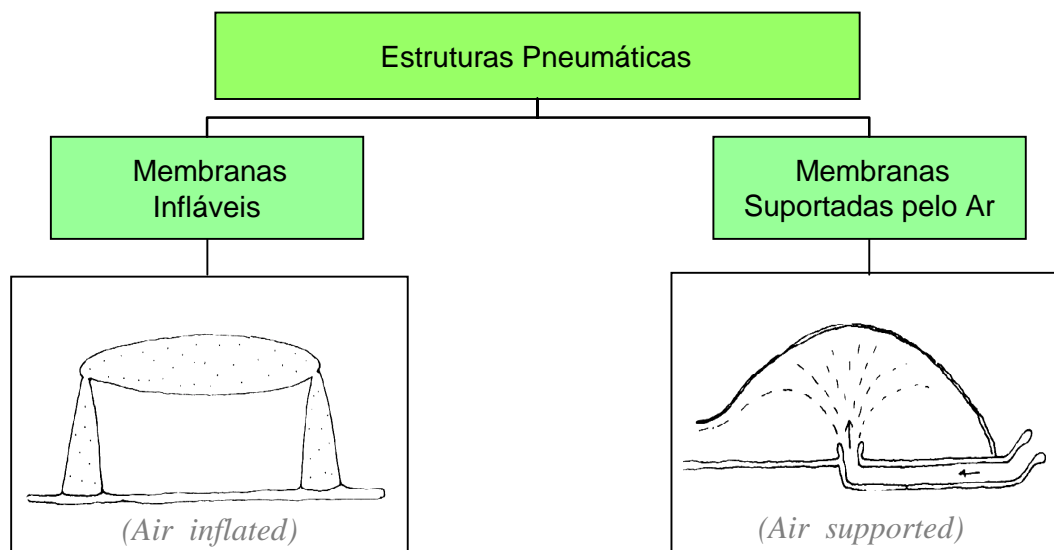 Estruturas Pneumáticas
Membranas
Infláveis
Membranas
Suportadas pelo Ar
(Air inflated)
(Air supported)